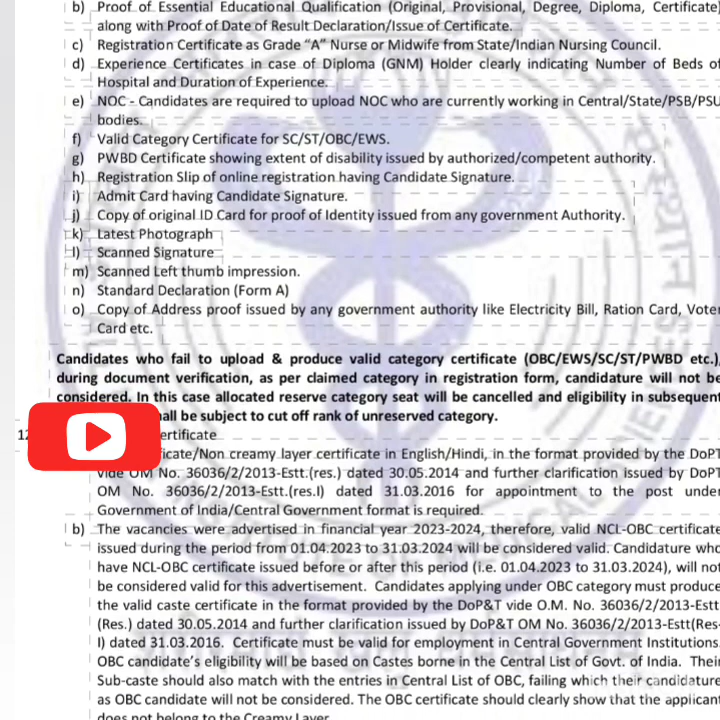 b) Proof of Essential Educational Qualification (Original, Provisional, Degree, Diploma, Certificate)
along with Proof of Date of Result Declaration/Issue of Certificate.
c) Registration Certificate as Grade “A” Nurse or Midwife from State/Indian Nursing Council.
d) Experience Certificates in case of Diploma (GNM) Holder clearly indicating Number of Beds of
Hospital and Duration of Experience.
e) NOC - Candidates are required to upload NOC who are currently working in Central/State/PSB/PSU
bodies.
f) Valid Category Certificate for SC/ST/OBC/EWS.
g) PWBD Certificate showing extent of disability issued by authorized/competent authority.
h) Registration Slip of online registration having Candidate Signature.
i) Admit Card having Candidate Signature.
j) Copy of original ID Card for proof of Identity issued from any government Authority.
k) Latest Photograph
l) Scanned Signature
m) Scanned Left thumb impression.
n) Standard Declaration (Form A)
o) Copy of Address proof issued by any government authority like Electricity Bill, Ration Card, Voter
Card etc.
Candidates who fail to upload & produce valid category certificate (OBC/EWS/SC/ST/PWBD etc.),
during document verification, as per claimed category in registration form, candidature will not be
considered. In this case allocated reserve category seat will be cancelled and eligibility in subsequent
all be subject to cut off rank of unreserved category.
12 ertificate
icate/Non creamy layer certificate in English/Hindi, in the format provided by the DoPT
vide OM No. 36036/2/2013-Estt.(res.) dated 30.05.2014 and further clarification issued by DoPT
OM No. 36036/2/2013-Estt.(res.I) dated 31.03.2016 for appointment to the post under
Government of India/Central Government format is required.
b) The vacancies were advertised in financial year 2023-2024, therefore, valid NCL-OBC certificate
issued during the period from 01.04.2023 to 31.03.2024 will be considered valid. Candidature who
have NCL-OBC certificate issued before or after this period (i.e. 01.04.2023 to 31.03.2024), will not
be considered valid for this advertisement. Candidates applying under OBC category must produce
the valid caste certificate in the format provided by the DoP&T vide O.M. No. 36036/2/2013-Estt
(Res.) dated 30.05.2014 and further clarification issued by DoP&T OM No. 36036/2/2013-Estt(Res-
I) dated 31.03.2016. Certificate must be valid for employment in Central Government Institutions.
OBC candidate’s eligibility will be based on Castes borne in the Central List of Govt. of India. Their
Sub-caste should also match with the entries in Central List of OBC, failing which their candidature
as OBC candidate will not be considered. The OBC certificate should clearly show that the applicant
does not belong to the Creamy Layer.